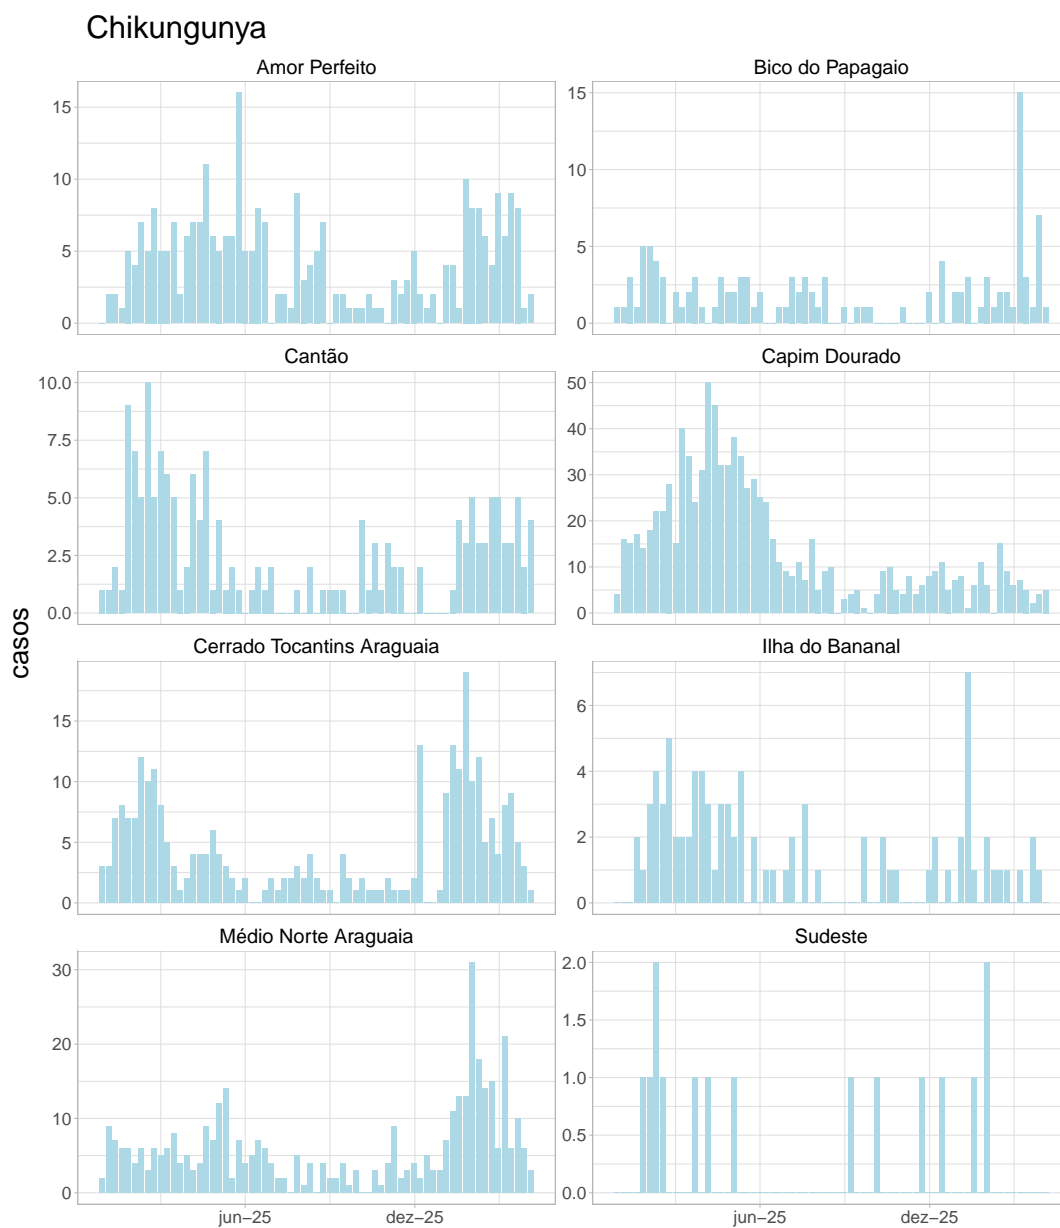 Chikungunya
Amor Perfeito
Bico do Papagaio
15
10
5
0
15
10
5
0
Cantão
Capim Dourado
10.0
7.5
5.0
2.5
0.0
50
40
30
20
10
0
casos
Cerrado Tocantins Araguaia
Ilha do Bananal
15
10
5
0
6
4
2
0
Médio Norte Araguaia
Sudeste
30
20
10
0
2.0
1.5
1.0
0.5
0.0
jun−25
dez−25
jun−25
dez−25